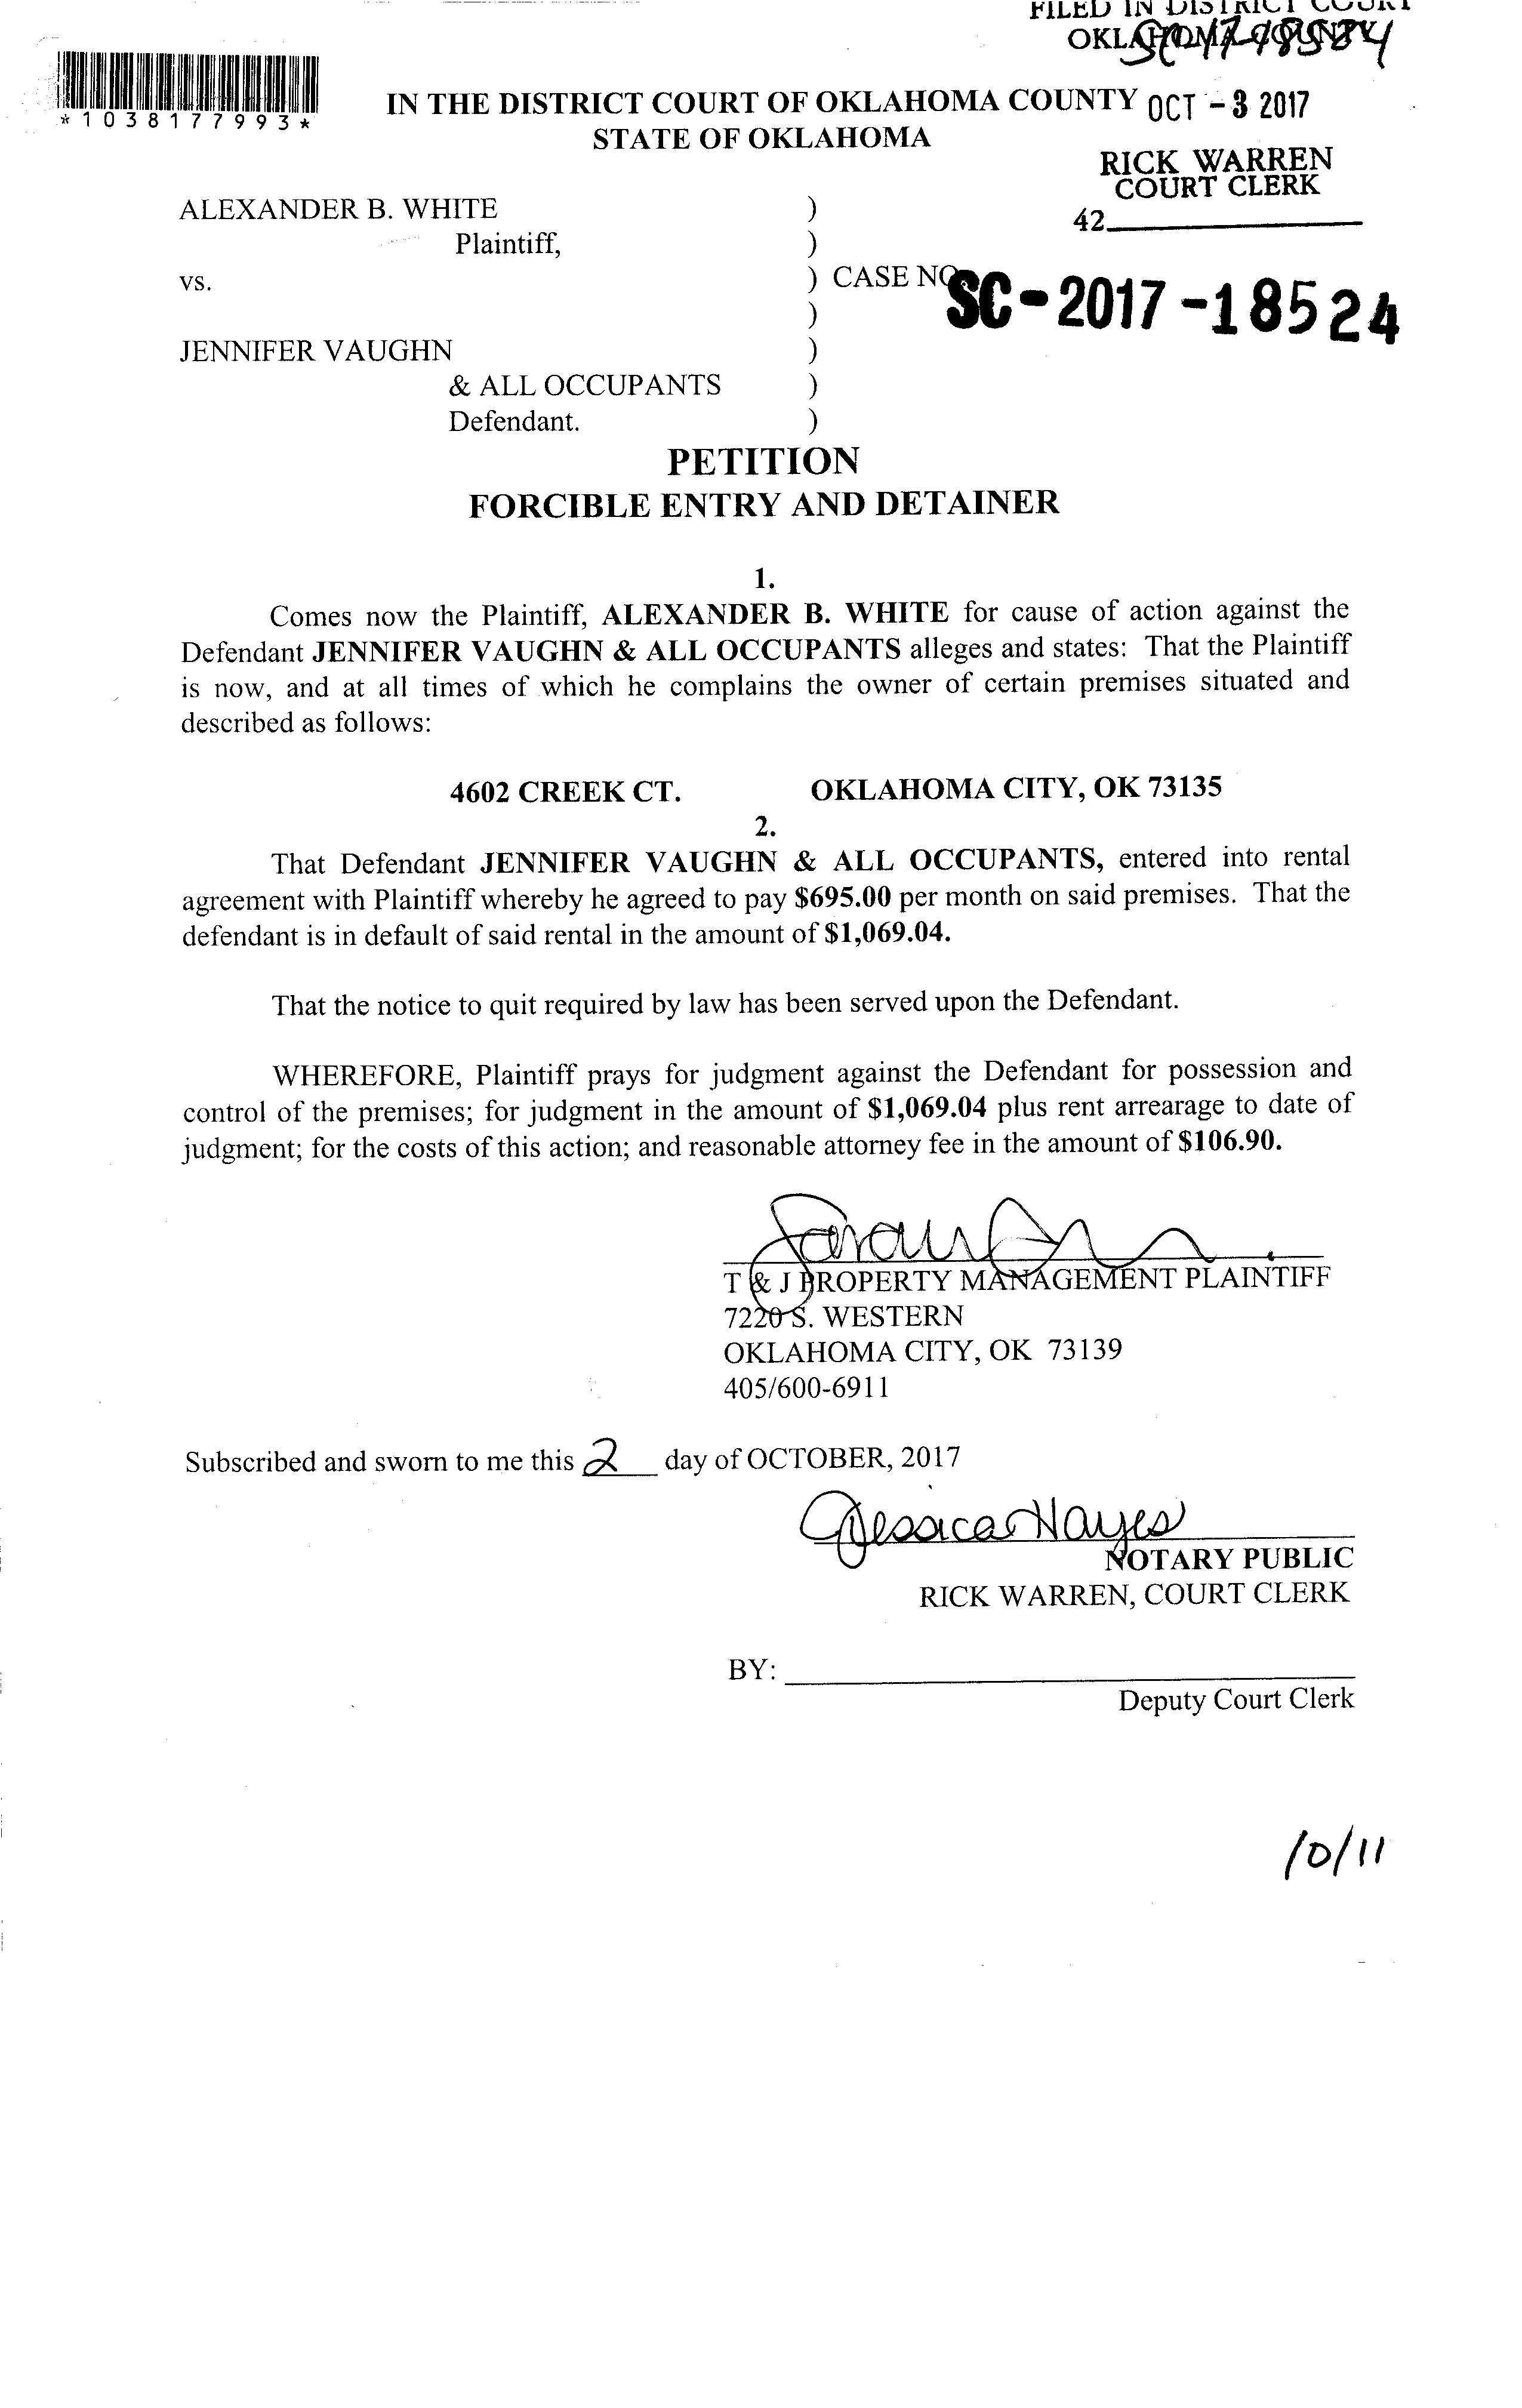 FILED IN DISTRICT COURT
OKLAHOMA COUNTY
*1038177993*
IN THE DISTRICT COURT OF OKLAHOMA COUNTY
OCT - 3 2017
STATE OF OKLAHOMA
RICK WARREN
COURT CLERK
42
ALEXANDER B. WHITE )
Plaintiff, )
vs. ) CASE NO.
SC-2017-18524
)
JENNIFER VAUGHN )
& ALL OCCUPANTS )
Defendant. )
PETITION
FORCIBLE ENTRY AND DETAINER
1.
Comes now the Plaintiff, ALEXANDER B. WHITE for cause of action against the
Defendant JENNIFER VAUGHN & ALL OCCUPANTS alleges and states: That the Plaintiff
is now, and at all times of which he complains the owner of certain premises situated and
described as follows:
4602 CREEK CT. OKLAHOMA CITY, OK 73135
2.
That Defendant JENNIFER VAUGHN & ALL OCCUPANTS, entered into rental
agreement with Plaintiff whereby he agreed to pay $695.00 per month on said premises. That the
defendant is in default of said rental in the amount of $1,069.04.
That the notice to quit required by law has been served upon the Defendant.
WHEREFORE, Plaintiff prays for judgment against the Defendant for possession and
control of the premises; for judgment in the amount of $1,069.04 plus rent arrearage to date of
judgment; for the costs of this action; and reasonable attorney fee in the amount of $106.90.
T & J PROPERTY MANAGEMENT PLAINTIFF
7220 S. WESTERN
OKLAHOMA CITY, OK 73139
405/600-6911
Subscribed and sworn to me this 2 day of OCTOBER, 2017
Jessica Hayes
NOTARY PUBLIC
RICK WARREN, COURT CLERK
BY:
Deputy Court Clerk
10/11